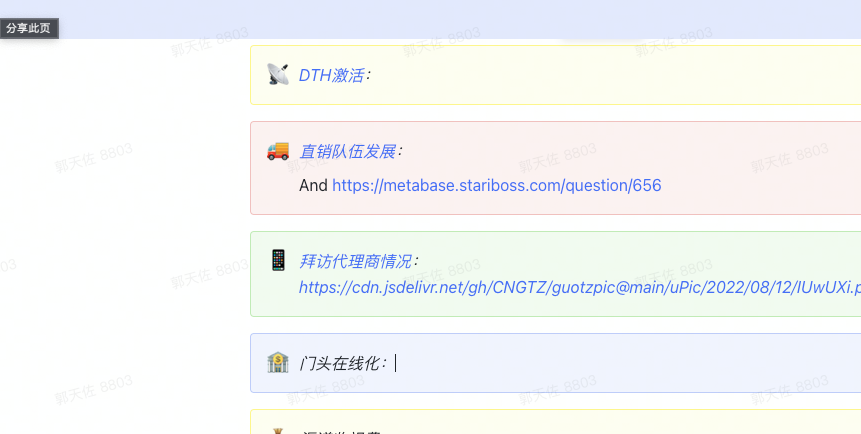 分享此页
DTH激活：
直销队伍发展：
And https://metabase.stariboss.com/question/656
拜访代理商情况：
https://cdn.jsdelivr.net/gh/CNGTZ/guotzpic@main/uPic/2022/08/12/IUwUXi.p
门头在线化：
郭天佐 8803